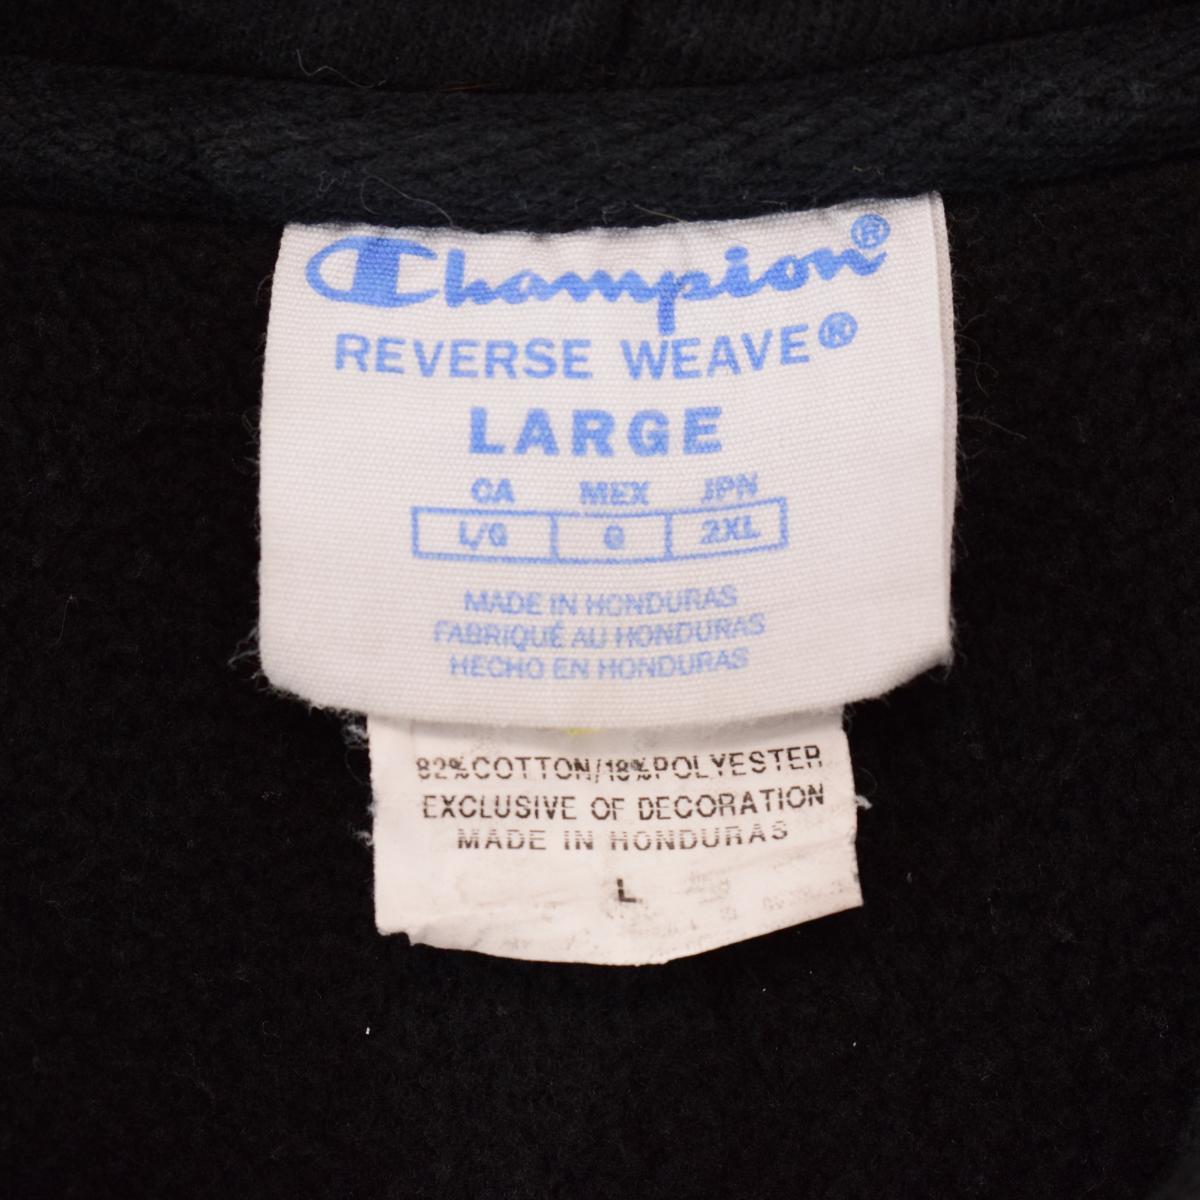 Champion®
REVERSE WEAVE®
LARGE
CA MEX JPN
L/G G 2XL
MADE IN HONDURAS
FABRIQUÉ AU HONDURAS
HECHO EN HONDURAS
82%COTTON/18%POLYESTER
EXCLUSIVE OF DECORATION
MADE IN HONDURAS
L